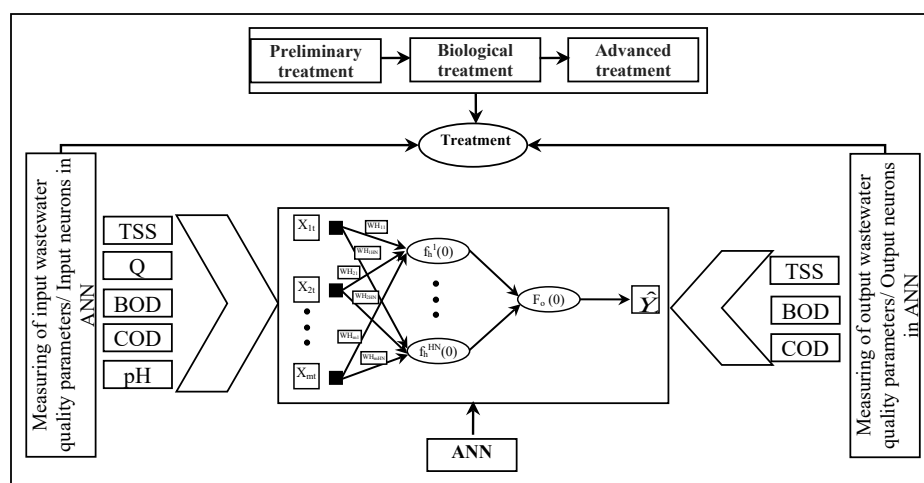 Preliminary
treatment
Biological
treatment
Advanced
treatment
Treatment
Measuring of input wastewater
quality parameters/ Input neurons in
ANN
TSS
Q
BOD
COD
pH
X1t
X2t
Xmt
WH11
WH1HN
WH21
WH2HN
WHm1
WHmHN
fh1(0)
fhHN(0)
Fo (0)
Ŷ
ANN
TSS
BOD
COD
Measuring of output wastewater
quality parameters/ Output neurons
in ANN